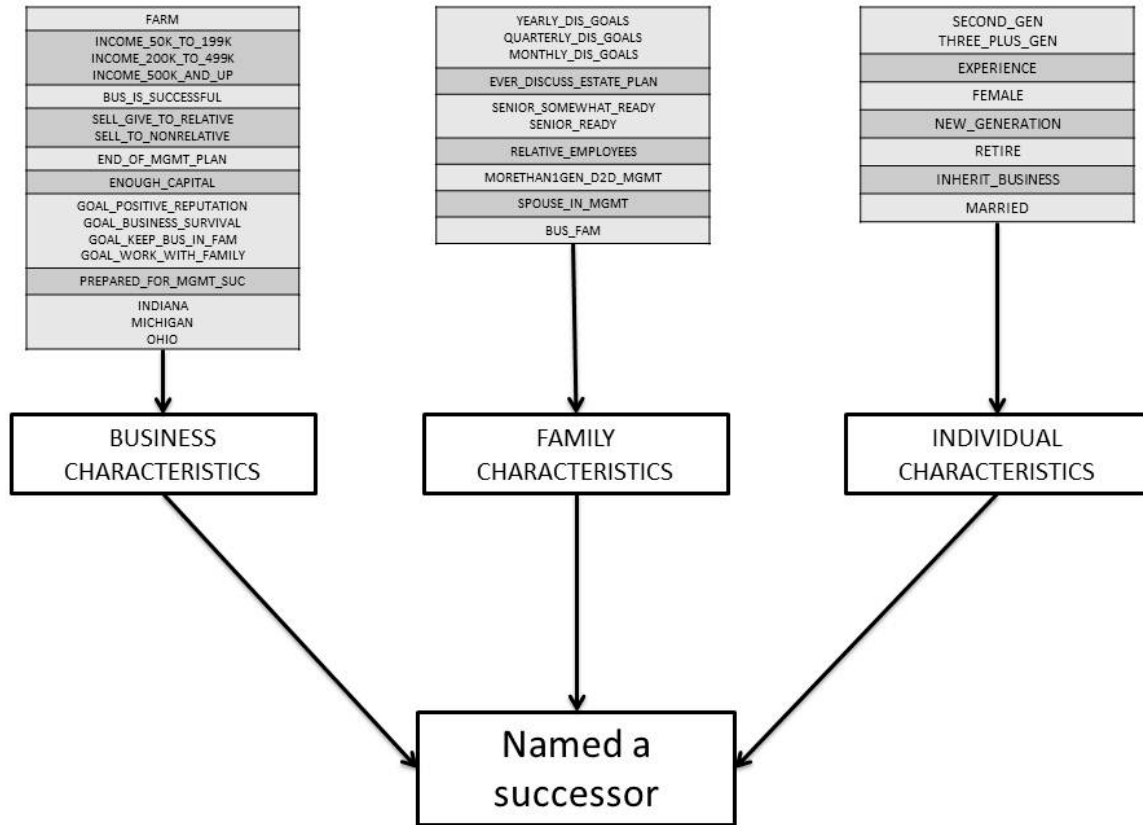 FARM
INCOME_50K_TO_199K
INCOME_200K_TO_499K
INCOME_500K_AND_UP
BUS_IS_SUCCESSFUL
SELL_GIVE_TO_RELATIVE
SELL_TO_NONRELATIVE
END_OF_MGMT_PLAN
ENOUGH_CAPITAL
GOAL_POSITIVE_REPUTATION
GOAL_BUSINESS_SURVIVAL
GOAL_KEEP_BUS_IN_FAM
GOAL_WORK_WITH_FAMILY
PREPARED_FOR_MGMT_SUC
INDIANA
MICHIGAN
OHIO
YEARLY_DIS_GOALS
QUARTERLY_DIS_GOALS
MONTHLY_DIS_GOALS
EVER_DISCUSS_ESTATE_PLAN
SENIOR_SOMEWHAT_READY
SENIOR_READY
RELATIVE_EMPLOYEES
MORETHAN1GEN_D2D_MGMT
SPOUSE_IN_MGMT
BUS_FAM
SECOND_GEN
THREE_PLUS_GEN
EXPERIENCE
FEMALE
NEW_GENERATION
RETIRE
INHERIT_BUSINESS
MARRIED
BUSINESS
CHARACTERISTICS
FAMILY
CHARACTERISTICS
INDIVIDUAL
CHARACTERISTICS
Named a
successor